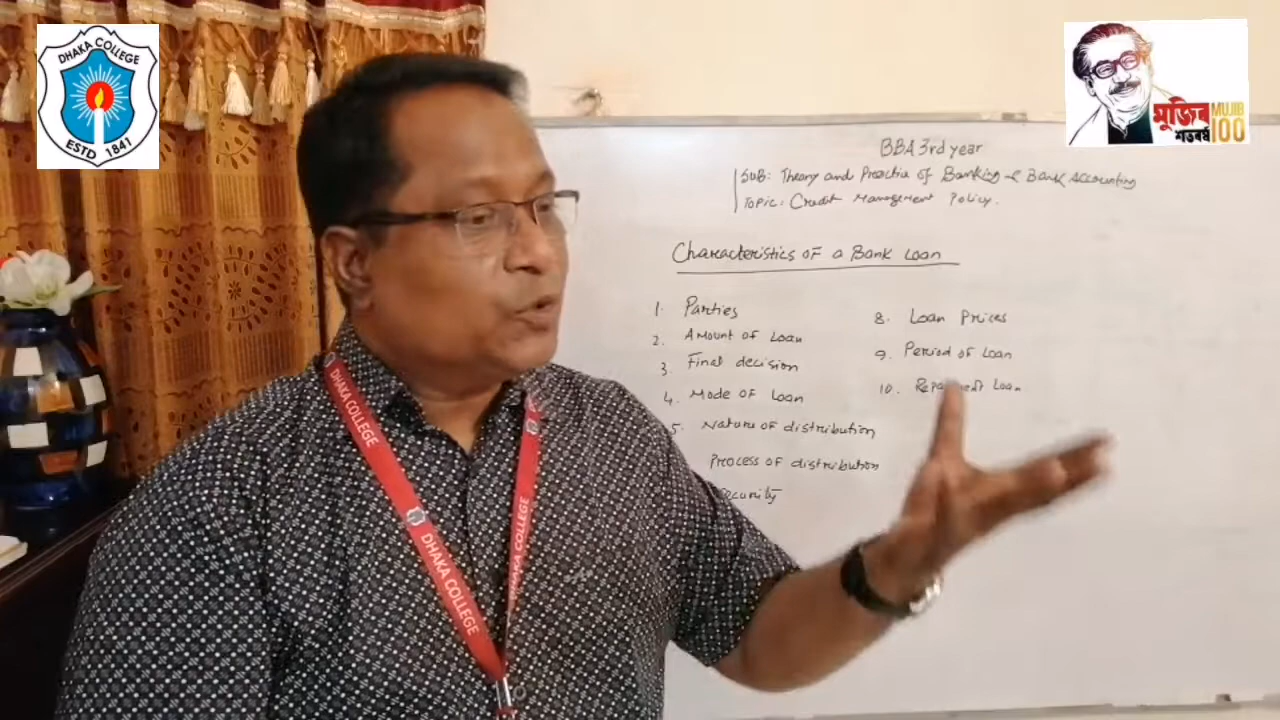 DHAKA COLLEGE
ESTD 1841
মুজিব
শতবর্ষ
MUJIB
100
BBA 3rd year
SUB: Theory and Practice of Banking & Bank Accounting
Topic: Credit Management Policy.
Characteristics of a Bank Loan
1. Parties
2. Amount of Loan
3. Final decision
4. Mode of Loan
5. Nature of distribution
Process of distribution
8. Loan Prices
9. Period of Loan
10. Loan
DHAKA COLLEGE
DHAKA COLLEGE
DHAKA COLLEGE